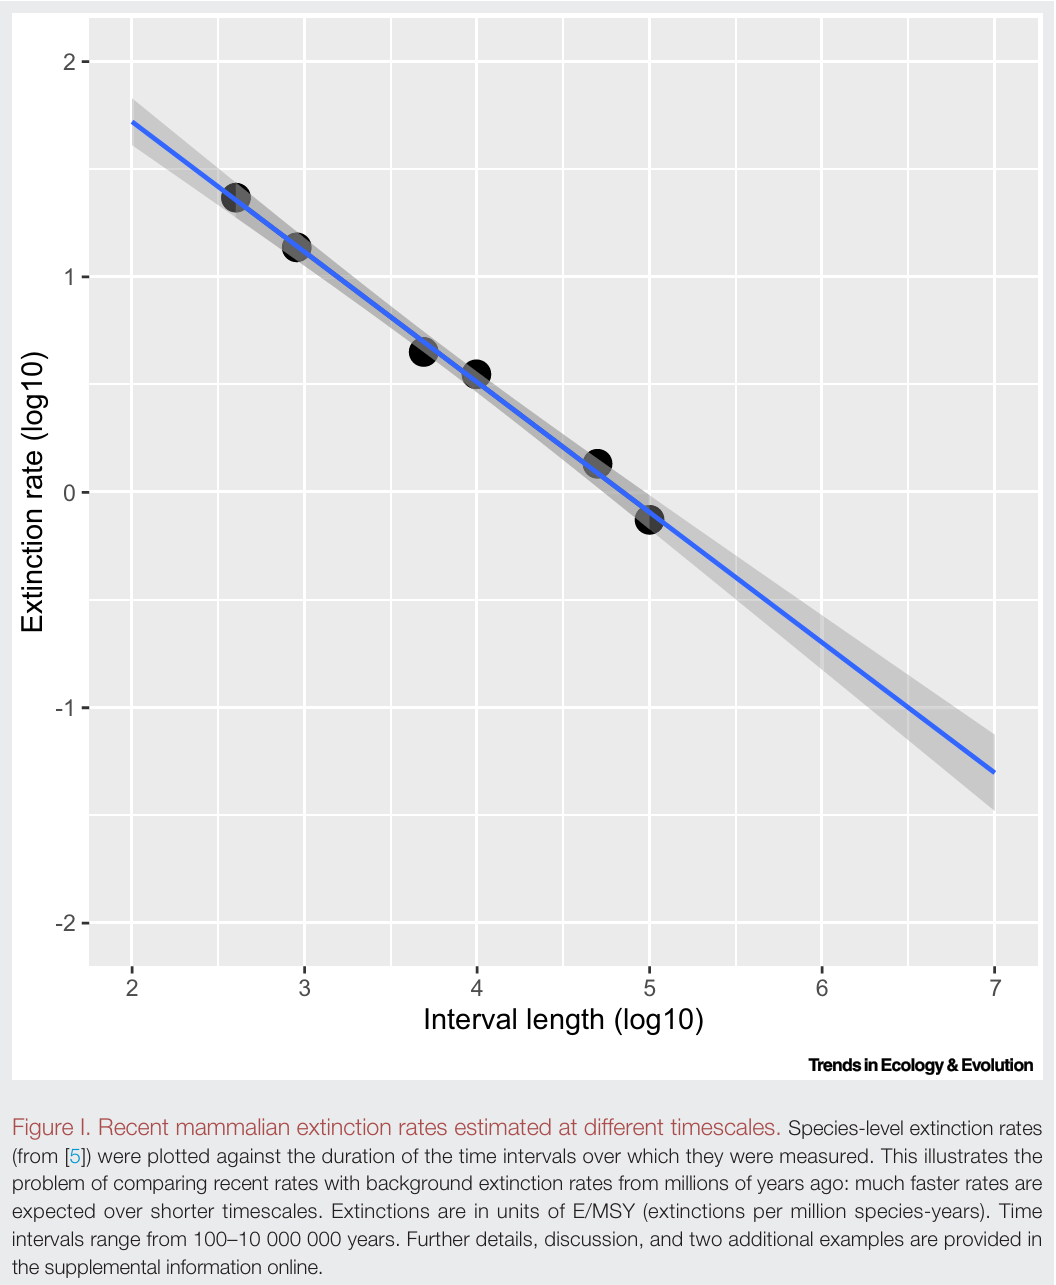 2
1
0
-1
-2
Extinction rate (log10)
2 3 4 5 6 7
Interval length (log10)
Trends in Ecology & Evolution
Figure I. Recent mammalian extinction rates estimated at different timescales. Species-level extinction rates
(from [5]) were plotted against the duration of the time intervals over which they were measured. This illustrates the
problem of comparing recent rates with background extinction rates from millions of years ago: much faster rates are
expected over shorter timescales. Extinctions are in units of E/MSY (extinctions per million species-years). Time
intervals range from 100–10 000 000 years. Further details, discussion, and two additional examples are provided in
the supplemental information online.